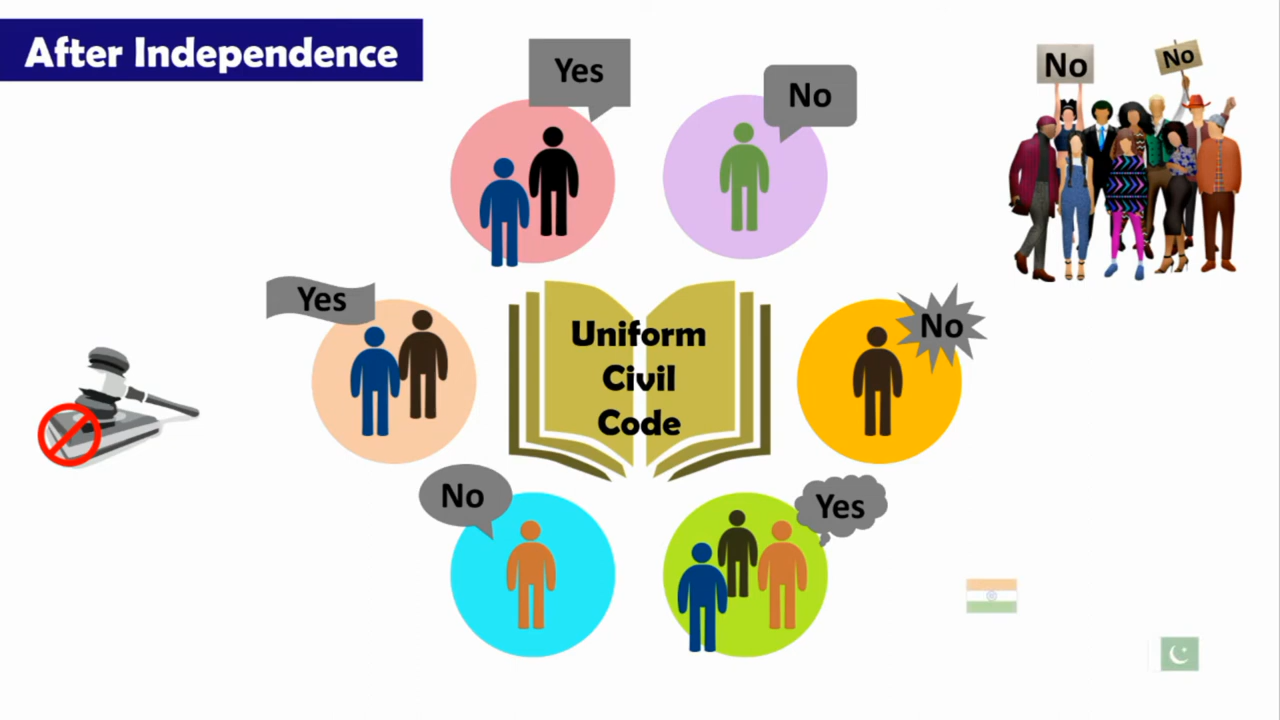 After Independence
Yes
No
No
No
Yes
No
Uniform
Civil
Code
No
Yes